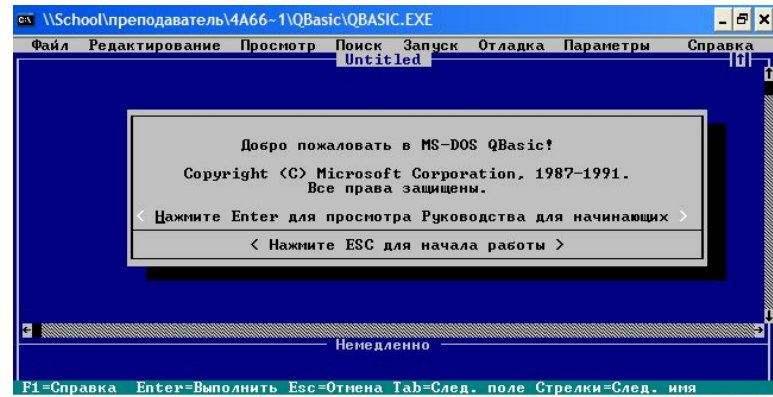 \\School\преподаватель\4A66~1\QBasic\QBASIC.EXE
Файл Редактирование Просмотр Поиск Запуск Отладка Параметры Справка
Untitled
Добро пожаловать в MS-DOS QBasic!
Copyright (C) Microsoft Corporation, 1987-1991.
Все права защищены.
< Нажмите Enter для просмотра Руководства для начинающих >
< Нажмите ESC для начала работы >
Немедленно
F1=Справка Enter=Выполнить Esc=Отмена Tab=След. поле Стрелки=След. имя